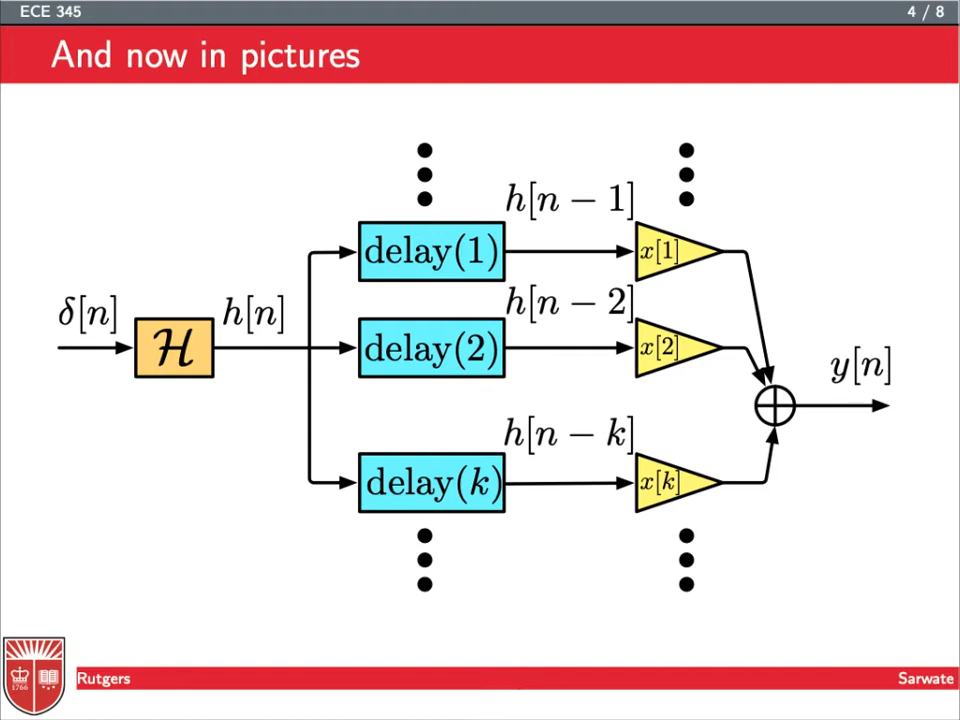 ECE 345
4 / 8
And now in pictures
h[n − 1]
delay(1)
x[1]
δ[n]
h[n]
h[n − 2]
ℋ
delay(2)
x[2]
y[n]
h[n − k]
delay(k)
x[k]
1766
Rutgers
Sarwate